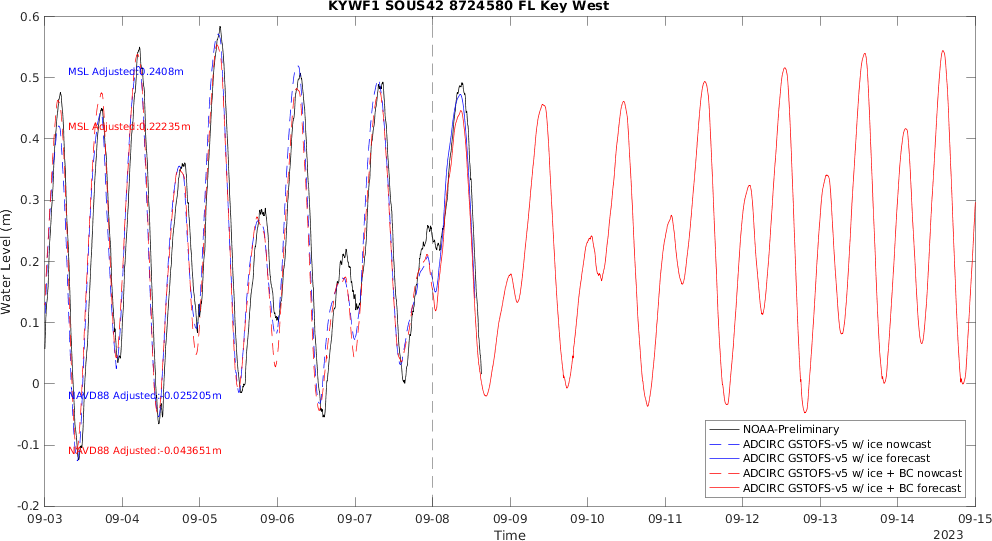 KYWF1 SOUS42 8724580 FL Key West
0.6
0.5
0.4
0.3
0.2
0.1
0
-0.1
-0.2
Water Level (m)
MSL Adjusted:0.2408m
MSL Adjusted:0.22235m
NAVD88 Adjusted:-0.025205m
NAVD88 Adjusted:-0.043651m
NOAA-Preliminary
ADCIRC GSTOFS-v5 w/ ice nowcast
ADCIRC GSTOFS-v5 w/ ice forecast
ADCIRC GSTOFS-v5 w/ ice + BC nowcast
ADCIRC GSTOFS-v5 w/ ice + BC forecast
09-03 09-04 09-05 09-06 09-07 09-08 09-09 09-10 09-11 09-12 09-13 09-14 09-15
Time
2023